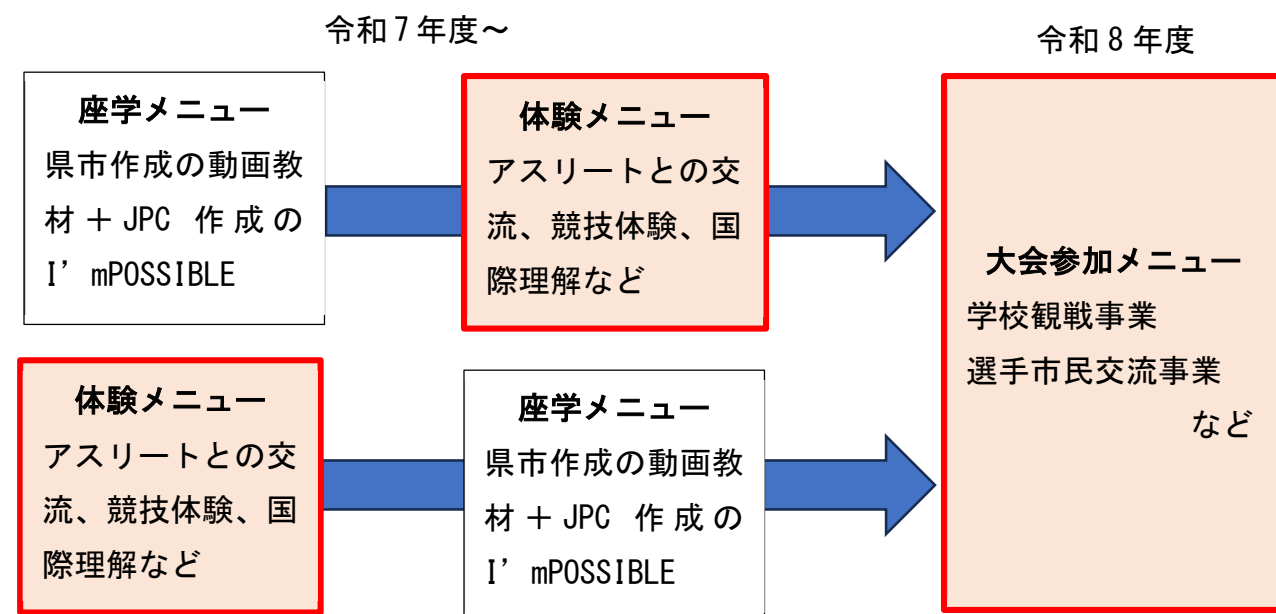 令和７年度～
令和８年度
座学メニュー
県市作成の動画教
材＋JPC 作成の
I’mPOSSIBLE
体験メニュー
アスリートとの交
流、競技体験、国
際理解など
大会参加メニュー
学校観戦事業
選手市民交流事業
など
体験メニュー
アスリートとの交
流、競技体験、国
際理解など
座学メニュー
県市作成の動画教
材＋JPC 作成の
I’mPOSSIBLE